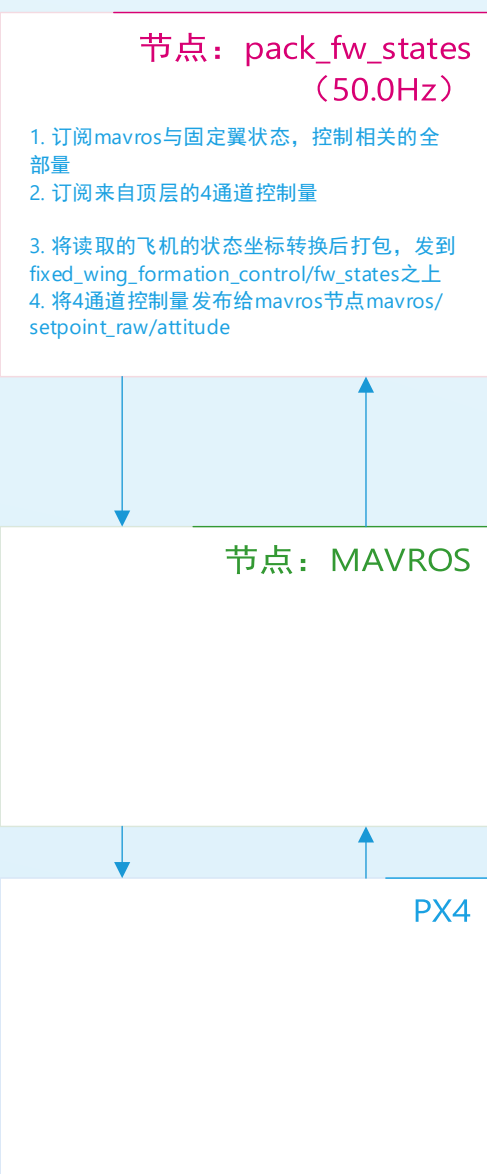 节点：pack_fw_states
（50.0Hz）
1. 订阅mavros与固定翼状态，控制相关的全
部量
2. 订阅来自顶层的4通道控制量
3. 将读取的飞机的状态坐标转换后打包，发到
fixed_wing_formation_control/fw_states之上
4. 将4通道控制量发布给mavros节点mavros/
setpoint_raw/attitude
节点：MAVROS
PX4